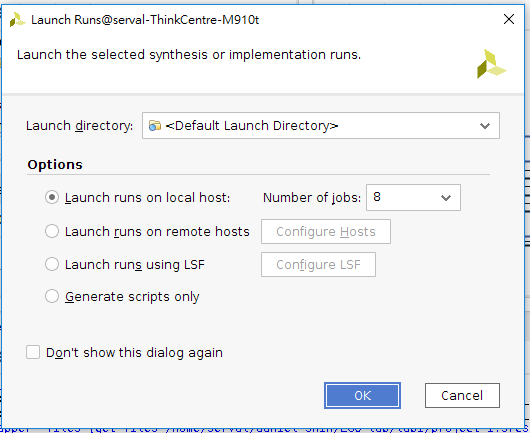 Launch Runs@serval-ThinkCentre-M910t
Launch the selected synthesis or implementation runs.
Launch directory: <Default Launch Directory>
Options
Launch runs on local host: Number of jobs: 8
Launch runs on remote hosts Configure Hosts
Launch runs using LSF Configure LSF
Generate scripts only
Don't show this dialog again
OK Cancel